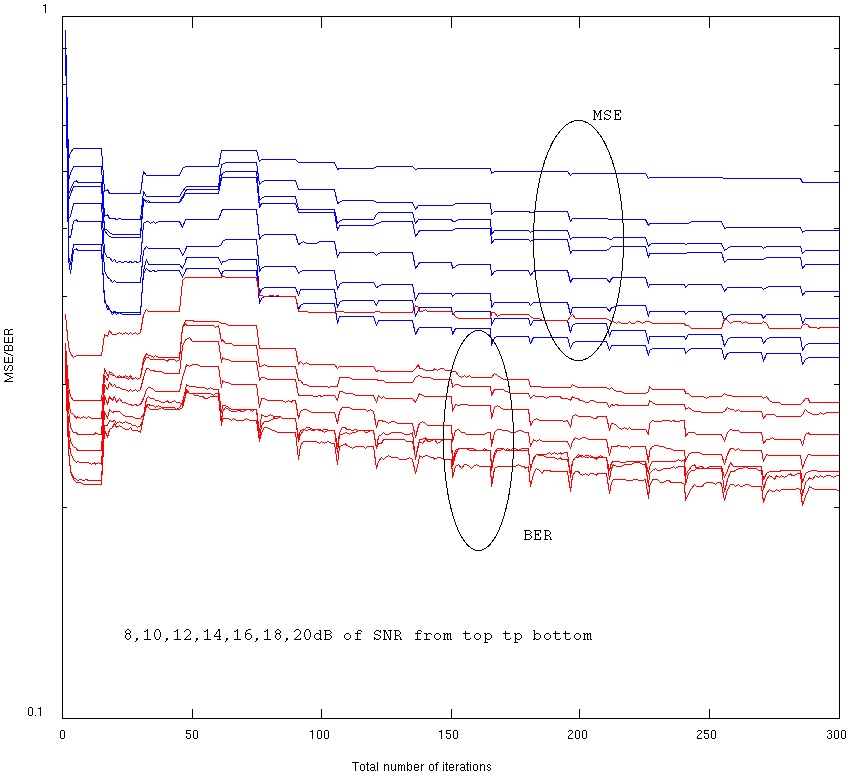 1
MSE
MSE/BER
BER
8,10,12,14,16,18,20dB of SNR from top tp bottom
0.1
0 50 100 150 200 250 300
Total number of iterations